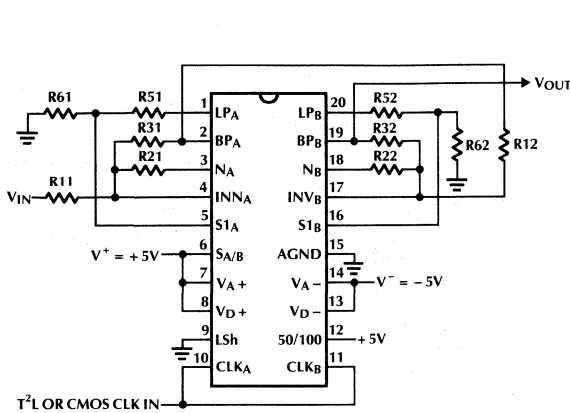 R61 R51 1 LPA LPB 20 R52 VOUT
R31 2 BPA BPB 19 R32 R62 R12
R21 3 NA NB 18 R22
VIN R11 4 INNA INVB 17
5 S1A S1B 16
V+ = +5V 6 SA/B AGND 15
7 VA+ VA− 14 V− = −5V
8 VD+ VD− 13
9 LSh 50/100 12 +5V
10 CLKA CLKB 11
T²L OR CMOS CLK IN